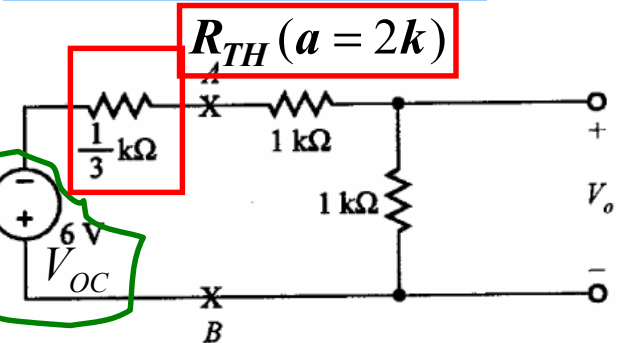 R_TH (a = 2k)
A
1/3 kΩ
1 kΩ
+
1 kΩ
V_o
−
+
6 V
V_OC
−
B